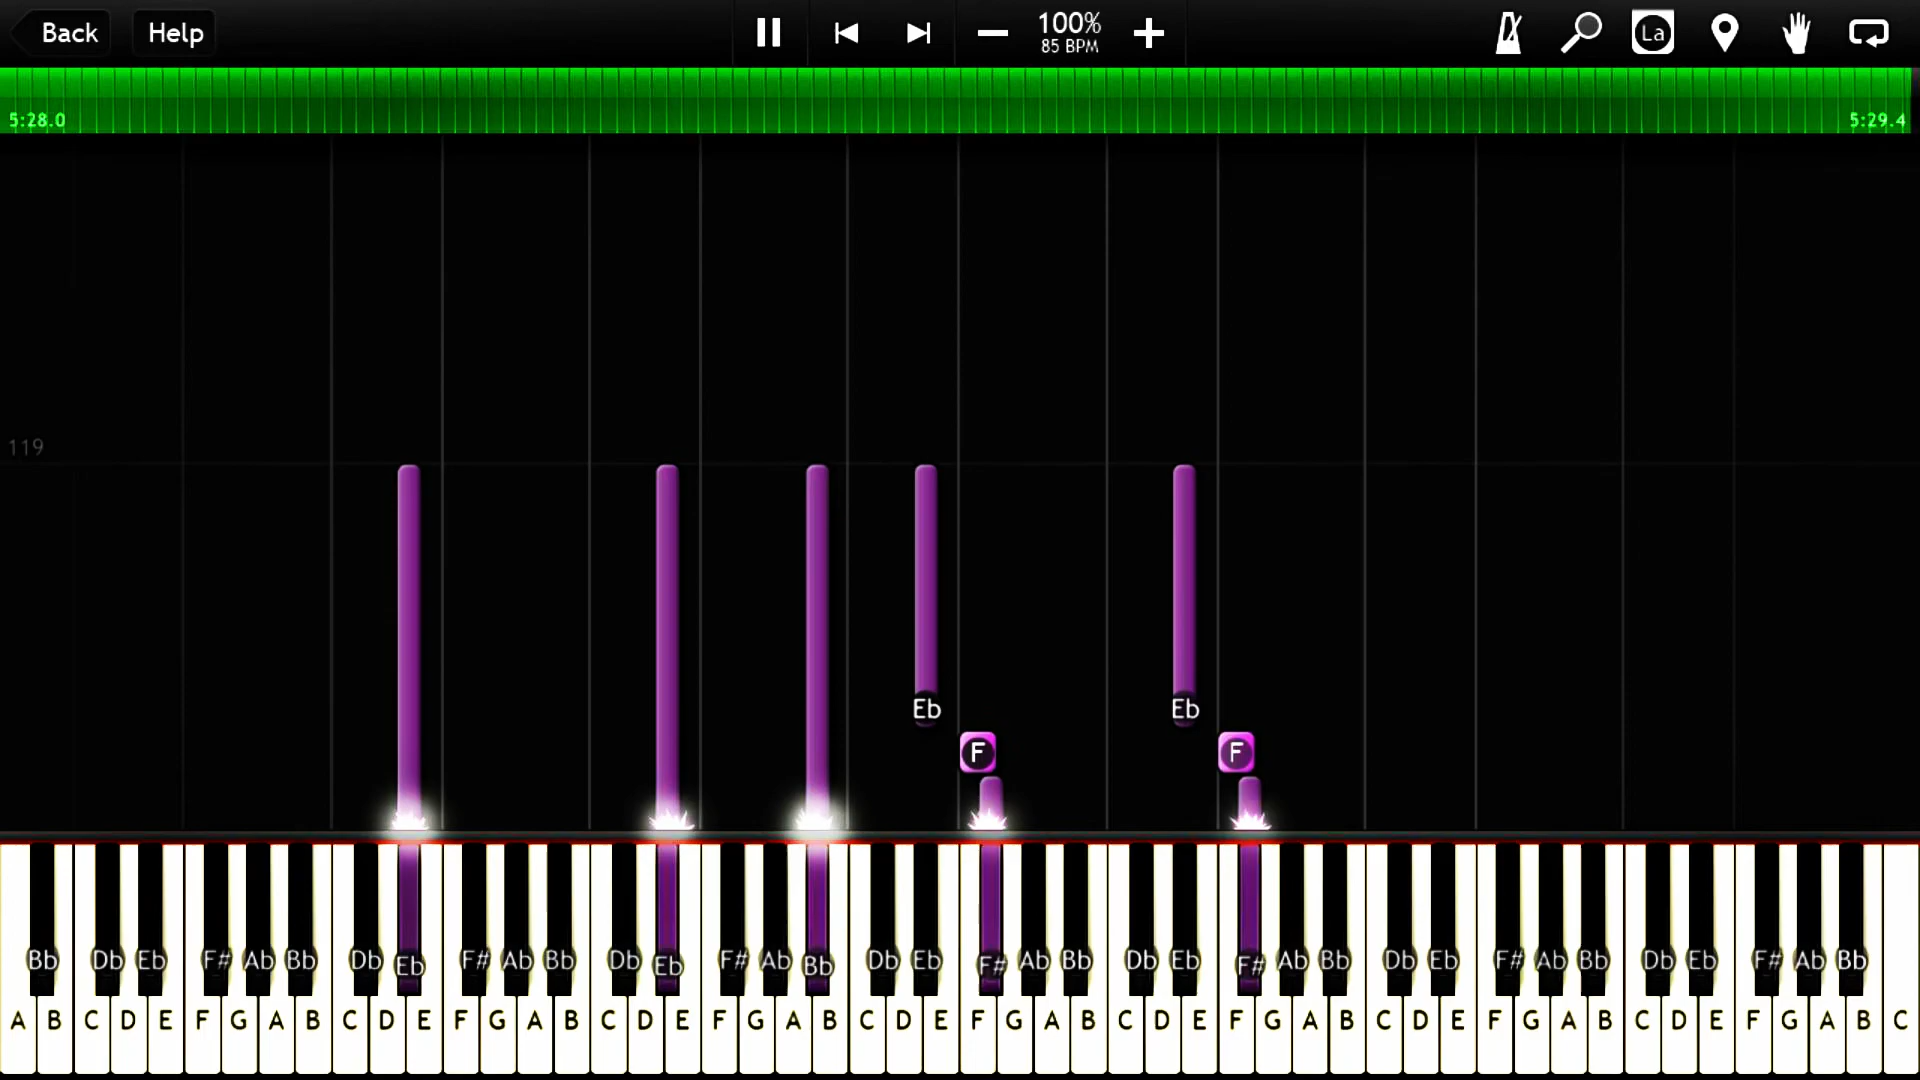 Back Help 100%
85 BPM La
5:28.0 5:29.4
119
Eb Eb
F F
Bb Db Eb F# Ab Bb Db Eb F# Ab Bb Db Eb F# Ab Bb Db Eb F# Ab Bb Db Eb F# Ab Bb Db Eb F# Ab Bb Db Eb F# Ab Bb
A B C D E F G A B C D E F G A B C D E F G A B C D E F G A B C D E F G A B C D E F G A B C D E F G A B C